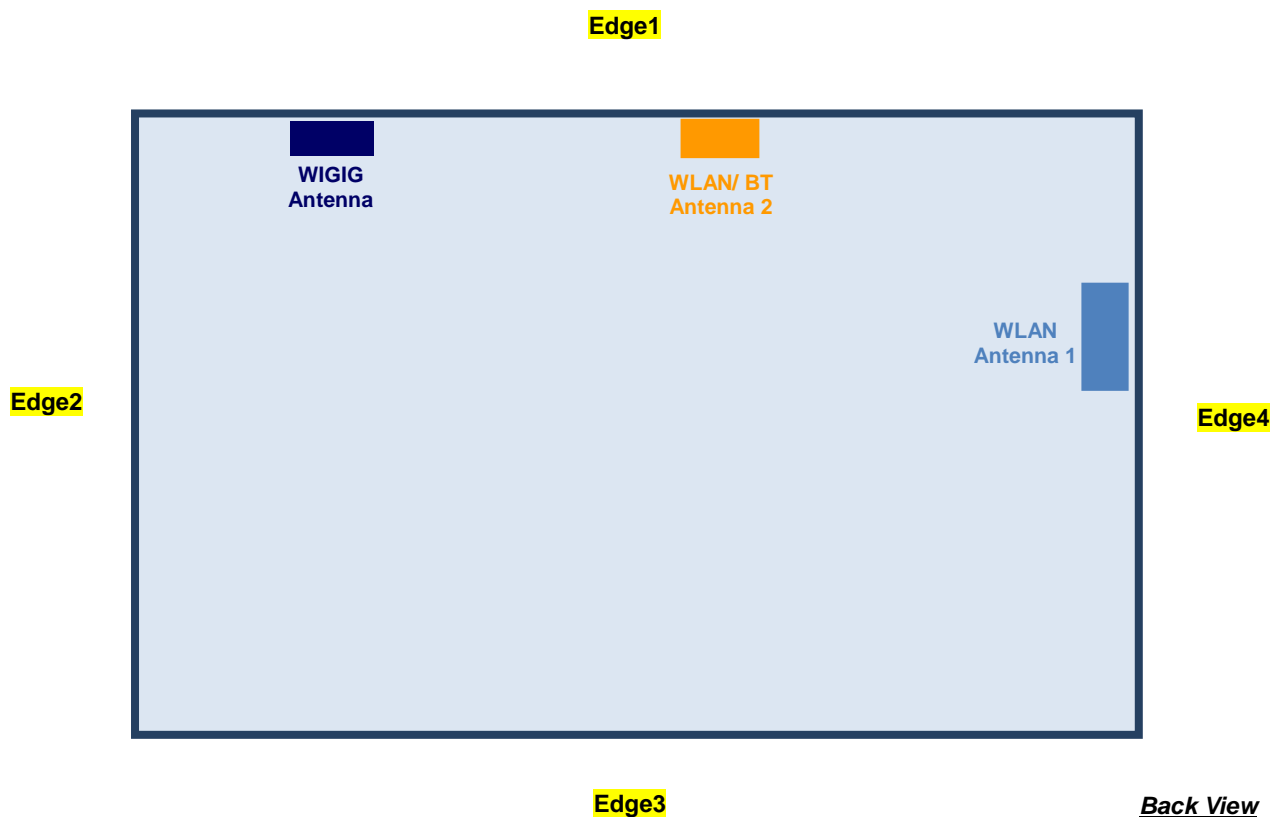 Edge1
WIGIG
Antenna
WLAN/ BT
Antenna 2
WLAN
Antenna 1
Edge2
Edge4
Edge3
Back View